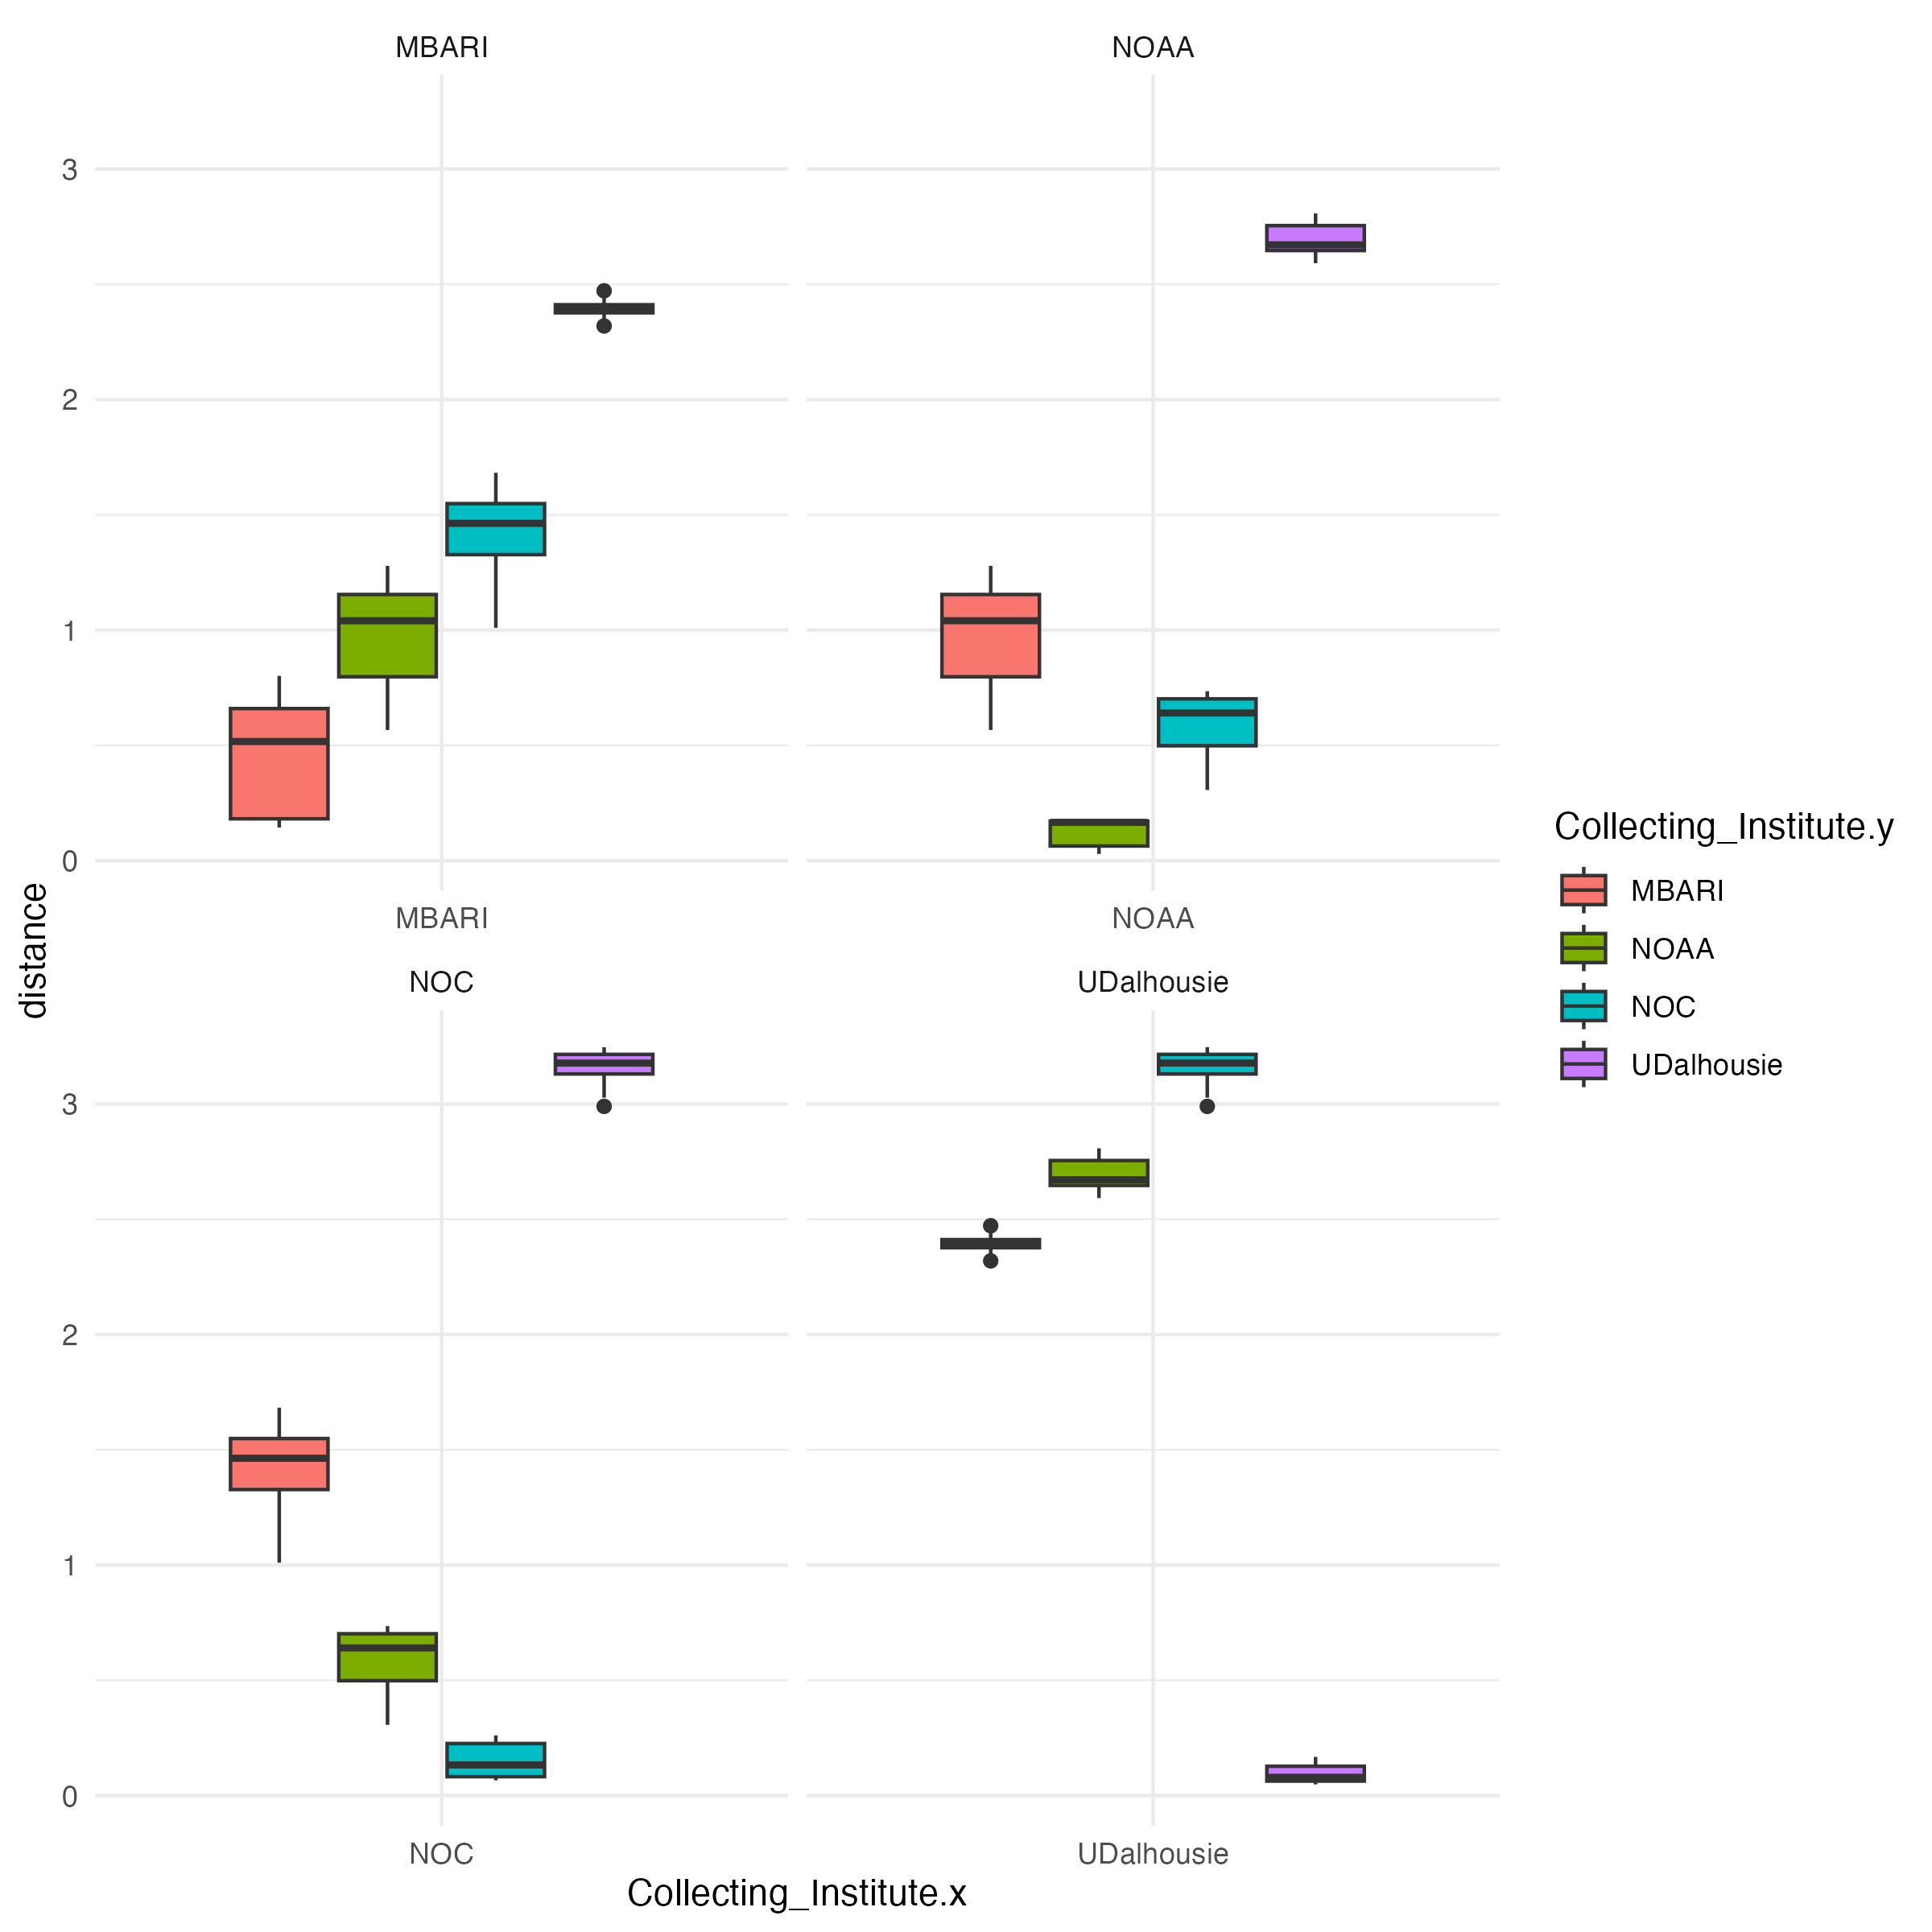 MBARI
NOAA
3
2
1
0
MBARI
NOAA
NOC
UDalhousie
3
2
1
0
NOC
UDalhousie
distance
Collecting_Institute.x
Collecting_Institute.y
MBARI
NOAA
NOC
UDalhousie